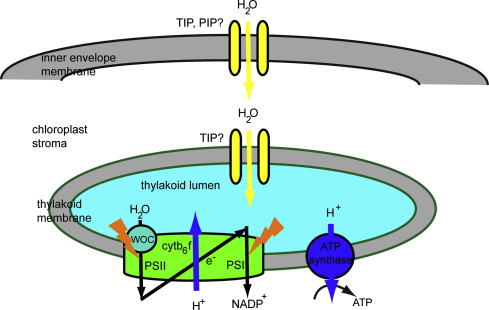 H₂O
TIP, PIP?
inner envelope
membrane
H₂O
chloroplast
stroma
TIP?
thylakoid lumen
thylakoid
membrane
H₂O
WOC
cytb₆f
PSII
e⁻
PSI
H⁺
ATP
synthase
H⁺
NADP⁺
ATP